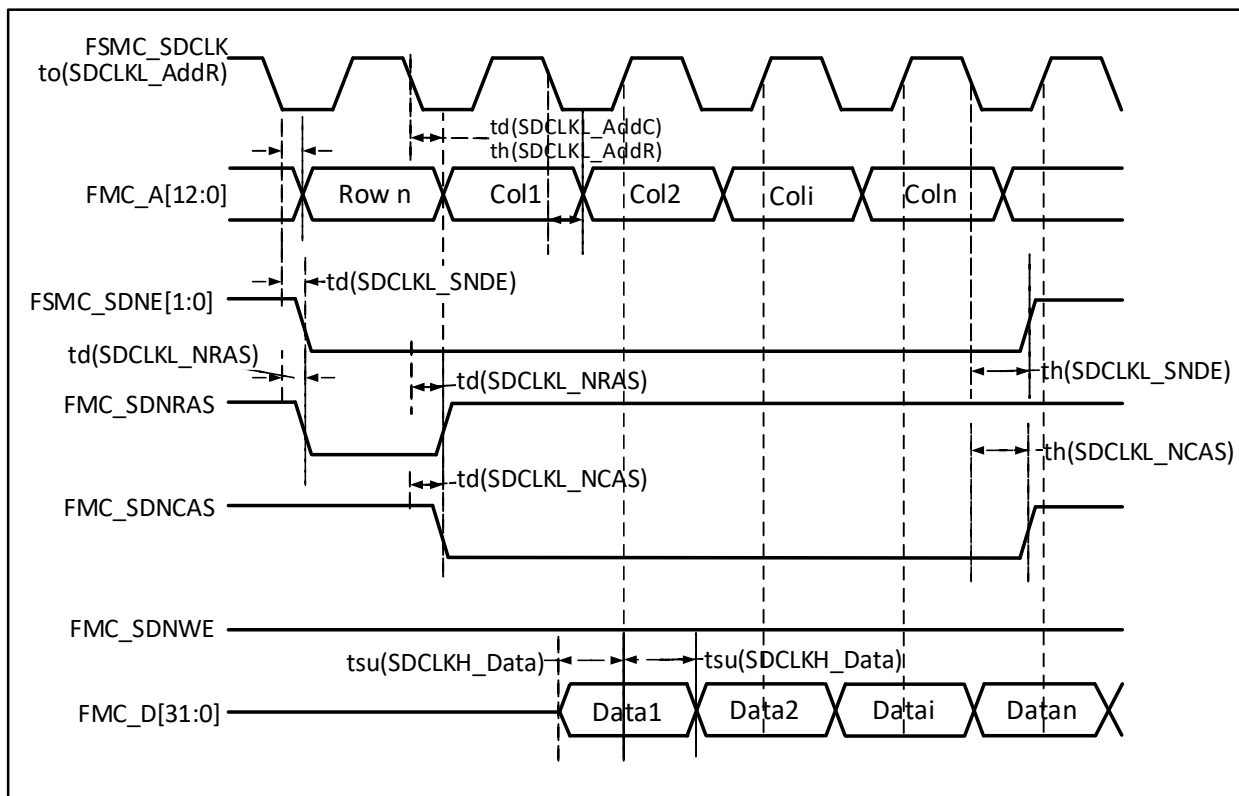 FSMC_SDCLK
to(SDCLKL_AddR)
td(SDCLKL_AddC)
th(SDCLKL_AddR)
FMC_A[12:0]
Row n
Col1
Col2
Coli
Coln
td(SDCLKL_SNDE)
FSMC_SDNE[1:0]
td(SDCLKL_NRAS)
td(SDCLKL_NRAS)
th(SDCLKL_SNDE)
FMC_SDNRAS
th(SDCLKL_NCAS)
td(SDCLKL_NCAS)
FMC_SDNCAS
FMC_SDNWE
tsu(SDCLKH_Data)
tsu(SDCLKH_Data)
FMC_D[31:0]
Data1
Data2
Datai
Datan